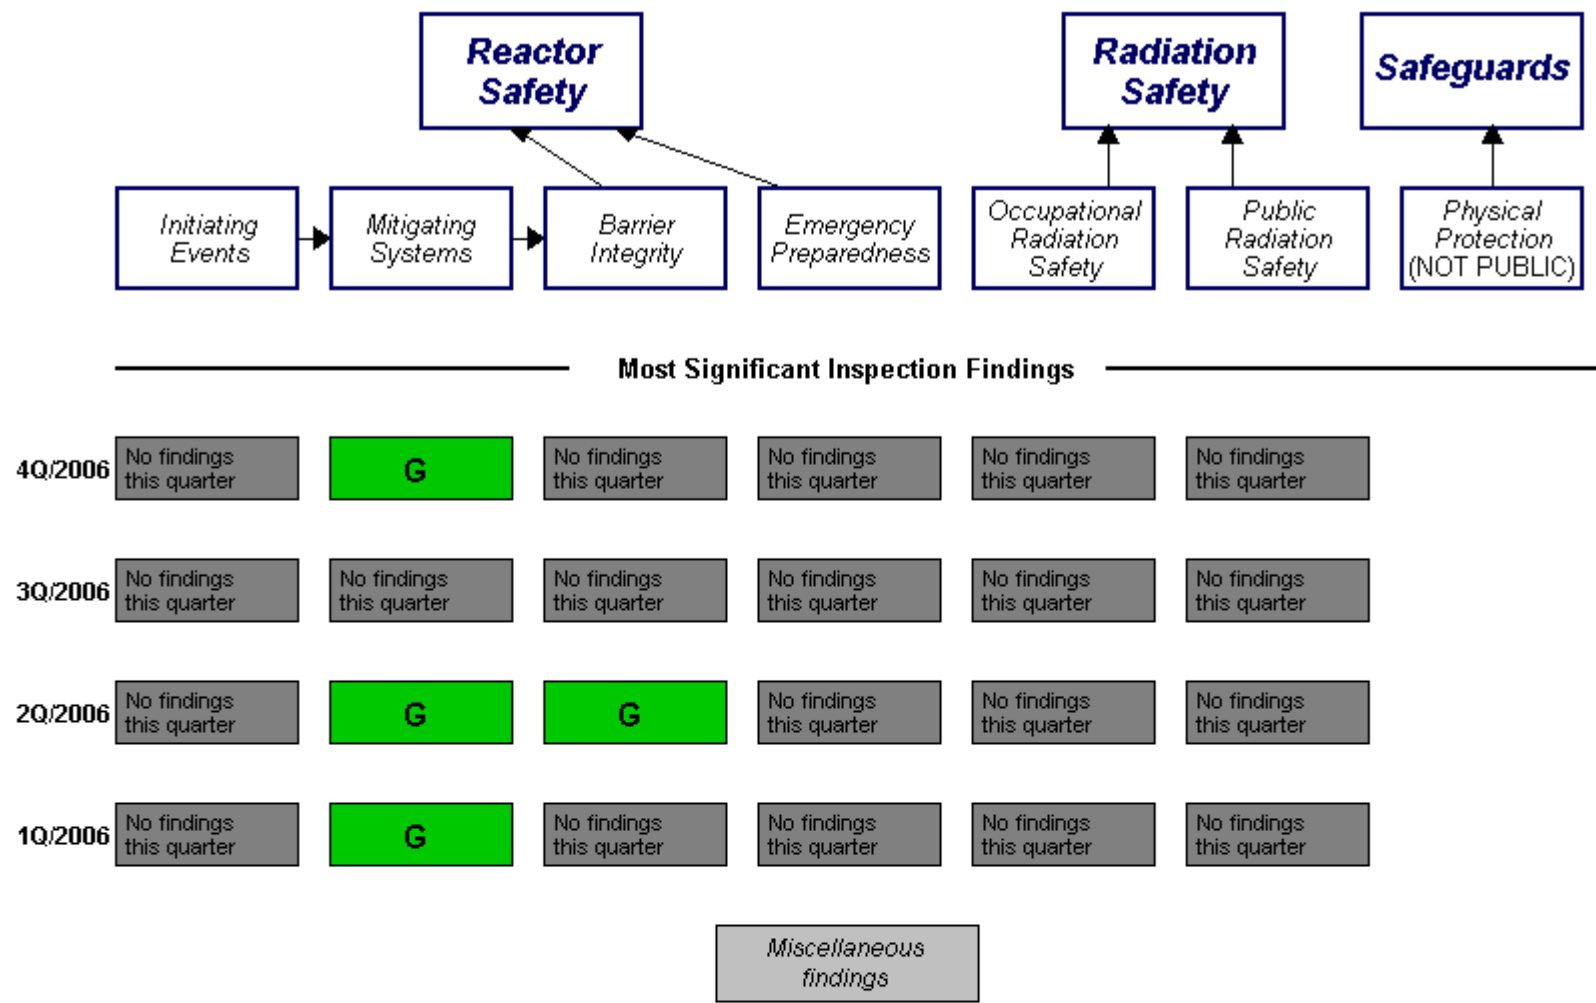 Reactor
Safety
Radiation
Safety
Safeguards
Initiating
Events
Mitigating
Systems
Barrier
Integrity
Emergency
Preparedness
Occupational
Radiation
Safety
Public
Radiation
Safety
Physical
Protection
(NOT PUBLIC)
Most Significant Inspection Findings
4Q/2006
No findings
this quarter
G
No findings
this quarter
No findings
this quarter
No findings
this quarter
No findings
this quarter
3Q/2006
No findings
this quarter
No findings
this quarter
No findings
this quarter
No findings
this quarter
No findings
this quarter
No findings
this quarter
2Q/2006
No findings
this quarter
G
G
No findings
this quarter
No findings
this quarter
No findings
this quarter
1Q/2006
No findings
this quarter
G
No findings
this quarter
No findings
this quarter
No findings
this quarter
No findings
this quarter
Miscellaneous
findings